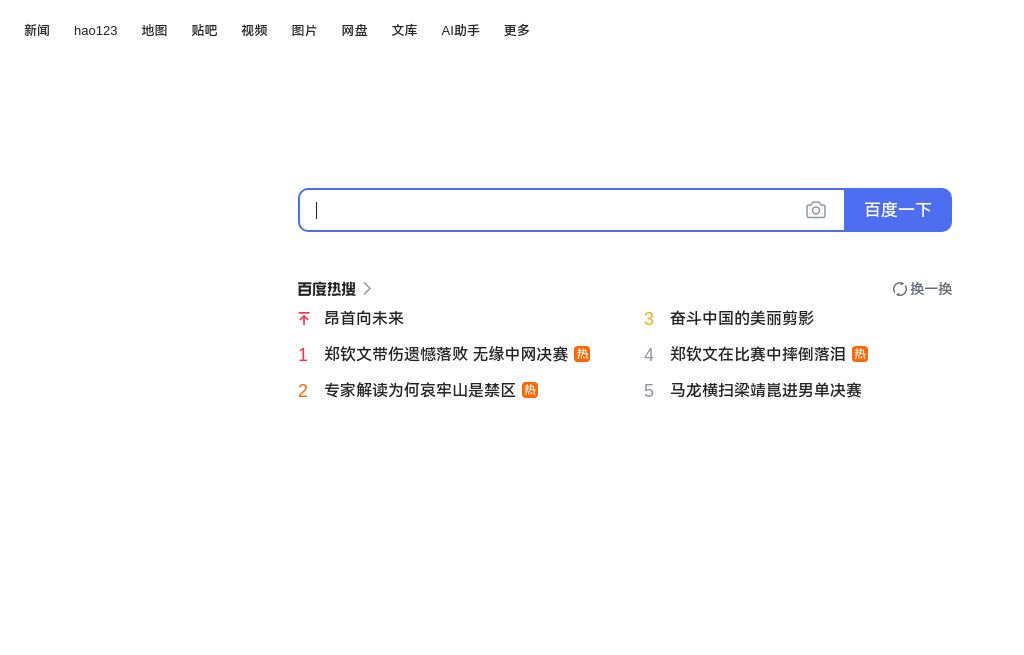 新闻 hao123 地图 贴吧 视频 图片 网盘 文库 AI助手 更多
百度一下
百度热搜 换一换
昂首向未来
1 郑钦文带伤遗憾落败 无缘中网决赛 热
2 专家解读为何哀牢山是禁区 热
3 奋斗中国的美丽剪影
4 郑钦文在比赛中摔倒落泪 热
5 马龙横扫梁靖崑进男单决赛